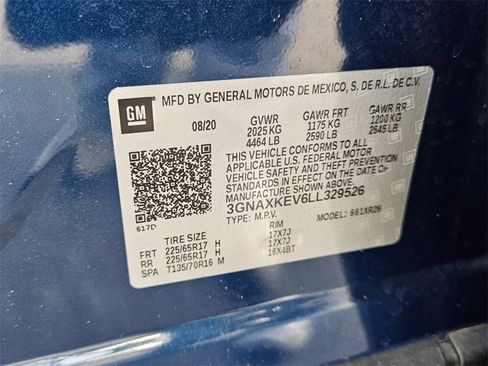 GM
MFD BY GENERAL MOTORS DE MEXICO, S. DE R.L. DE C.V.
08/20 GVWR GAWR FRT GAWR RR
2025 KG 1175 KG 1200 KG
4464 LB 2590 LB 2645 LB
THIS VEHICLE CONFORMS TO ALL
APPLICABLE U.S. FEDERAL MOTOR
VEHICLE SAFETY AND THEFT PREVENTION
STANDARDS IN EFFECT ON THE DATE OF
MANUFACTURE SHOWN ABOVE.
3GNAXKEV6LL329526
617D
TYPE: M.P.V. MODEL:
TIRE SIZE RIM
FRT 225/65R17 H 17X7J
RR 225/65R17 H 17X7J
SPA T135/70R16 M 16X4BT